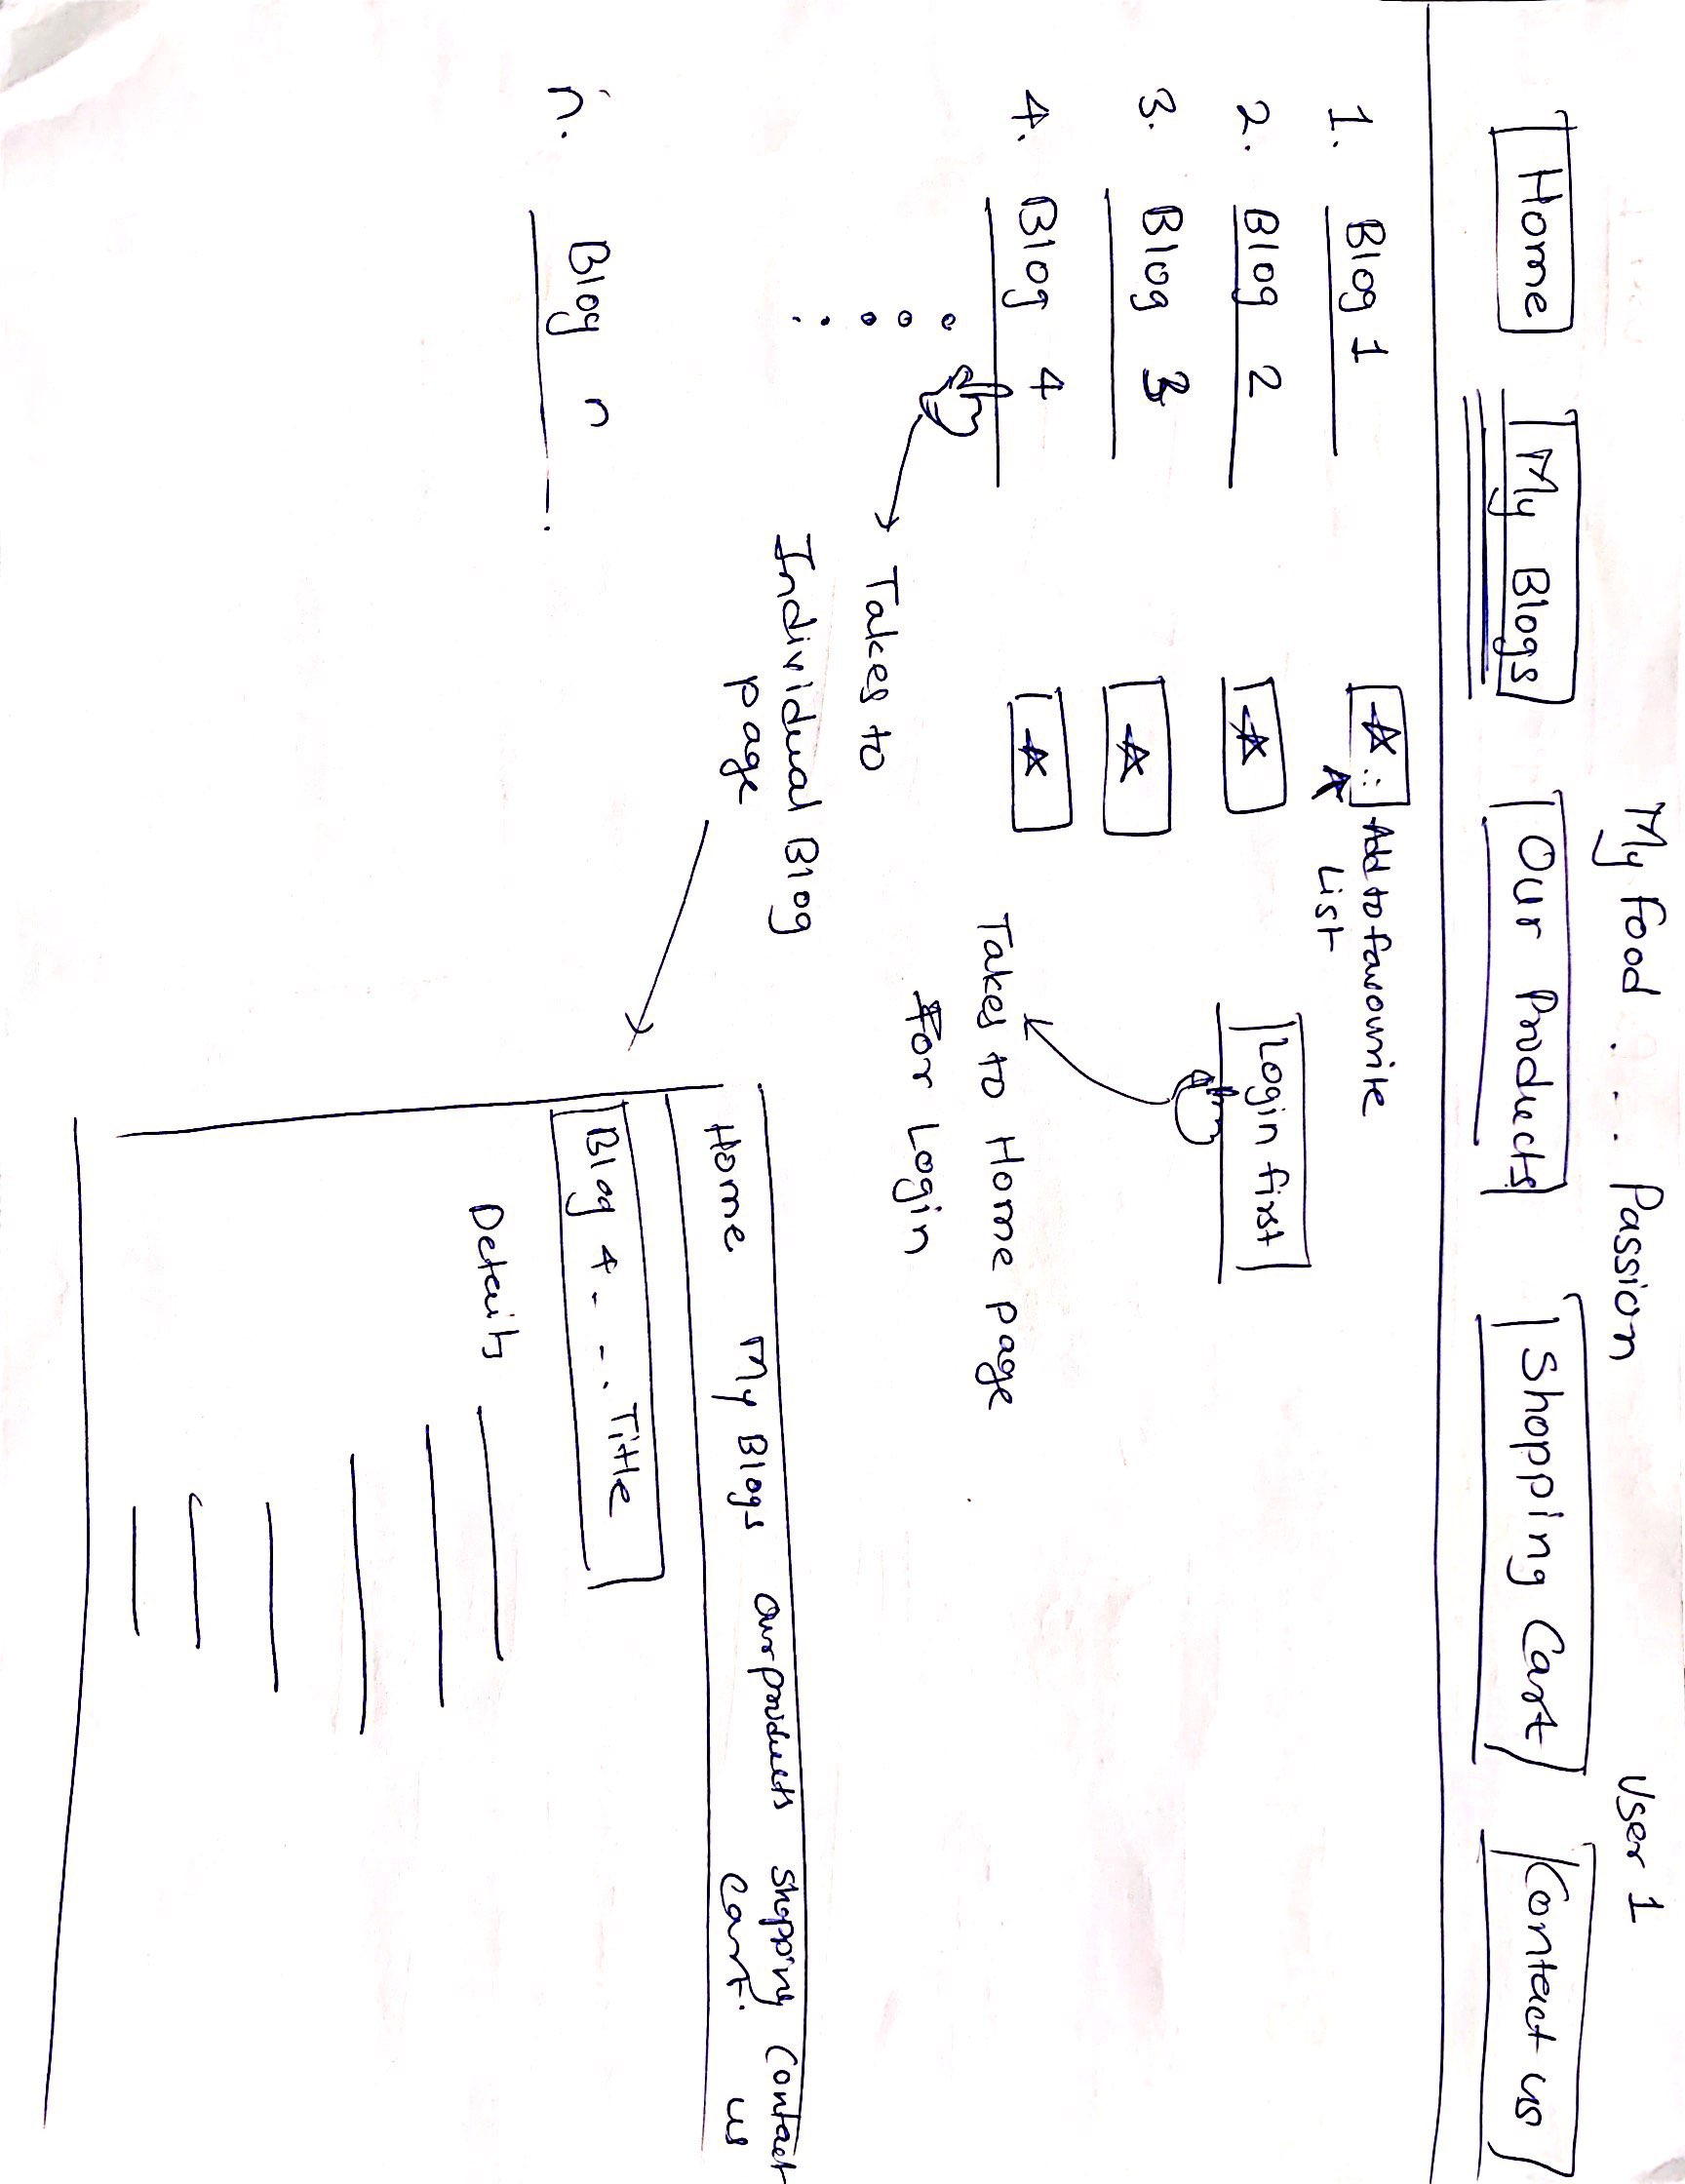 My food . . . . Passion User 1
Home My Blogs Our Products Shopping Cart Contact us
1. Blog 1
Add to favourite
List
2. Blog 2
Login first
3. Blog 3
4. Blog 4
Takes to Home page
For Login
Takes to
Individual Blog
page
n. Blog n
Home My Blogs Our products Shopping Cart. Contact us
Blog 4 - - . Title
Details